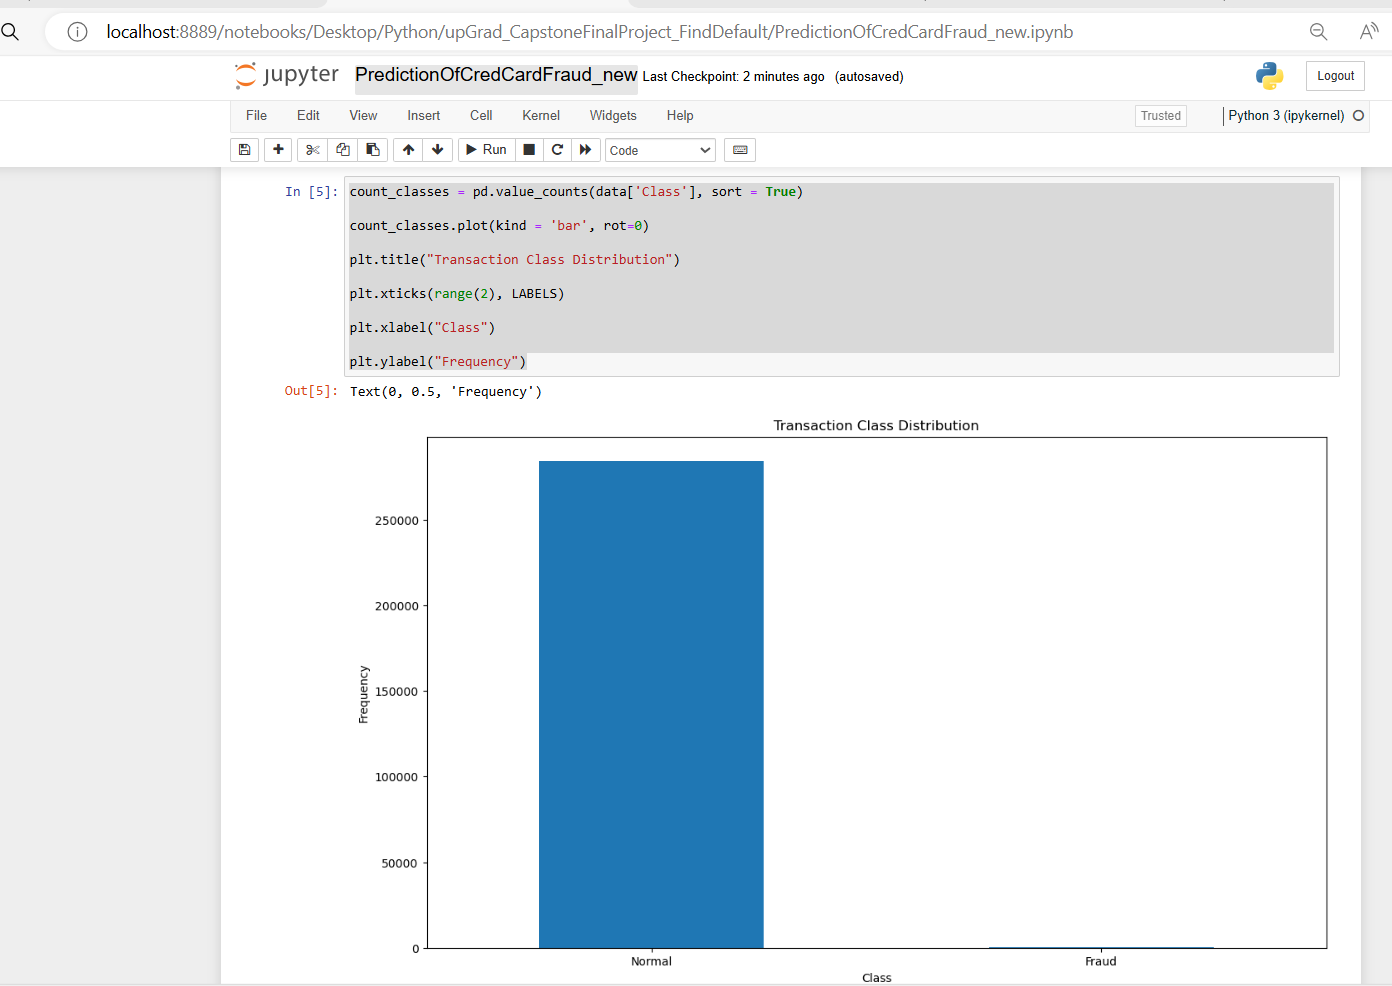 localhost:8889/notebooks/Desktop/Python/upGrad_CapstoneFinalProject_FindDefault/PredictionOfCredCardFraud_new.ipynb
jupyter PredictionOfCredCardFraud_new Last Checkpoint: 2 minutes ago (autosaved) Logout
File Edit View Insert Cell Kernel Widgets Help Trusted Python 3 (ipykernel)
Run Code
In [5]: count_classes = pd.value_counts(data['Class'], sort = True)
count_classes.plot(kind = 'bar', rot=0)
plt.title("Transaction Class Distribution")
plt.xticks(range(2), LABELS)
plt.xlabel("Class")
plt.ylabel("Frequency")
Out[5]: Text(0, 0.5, 'Frequency')
Transaction Class Distribution
250000
200000
150000
100000
50000
0
Frequency
Normal Fraud
Class